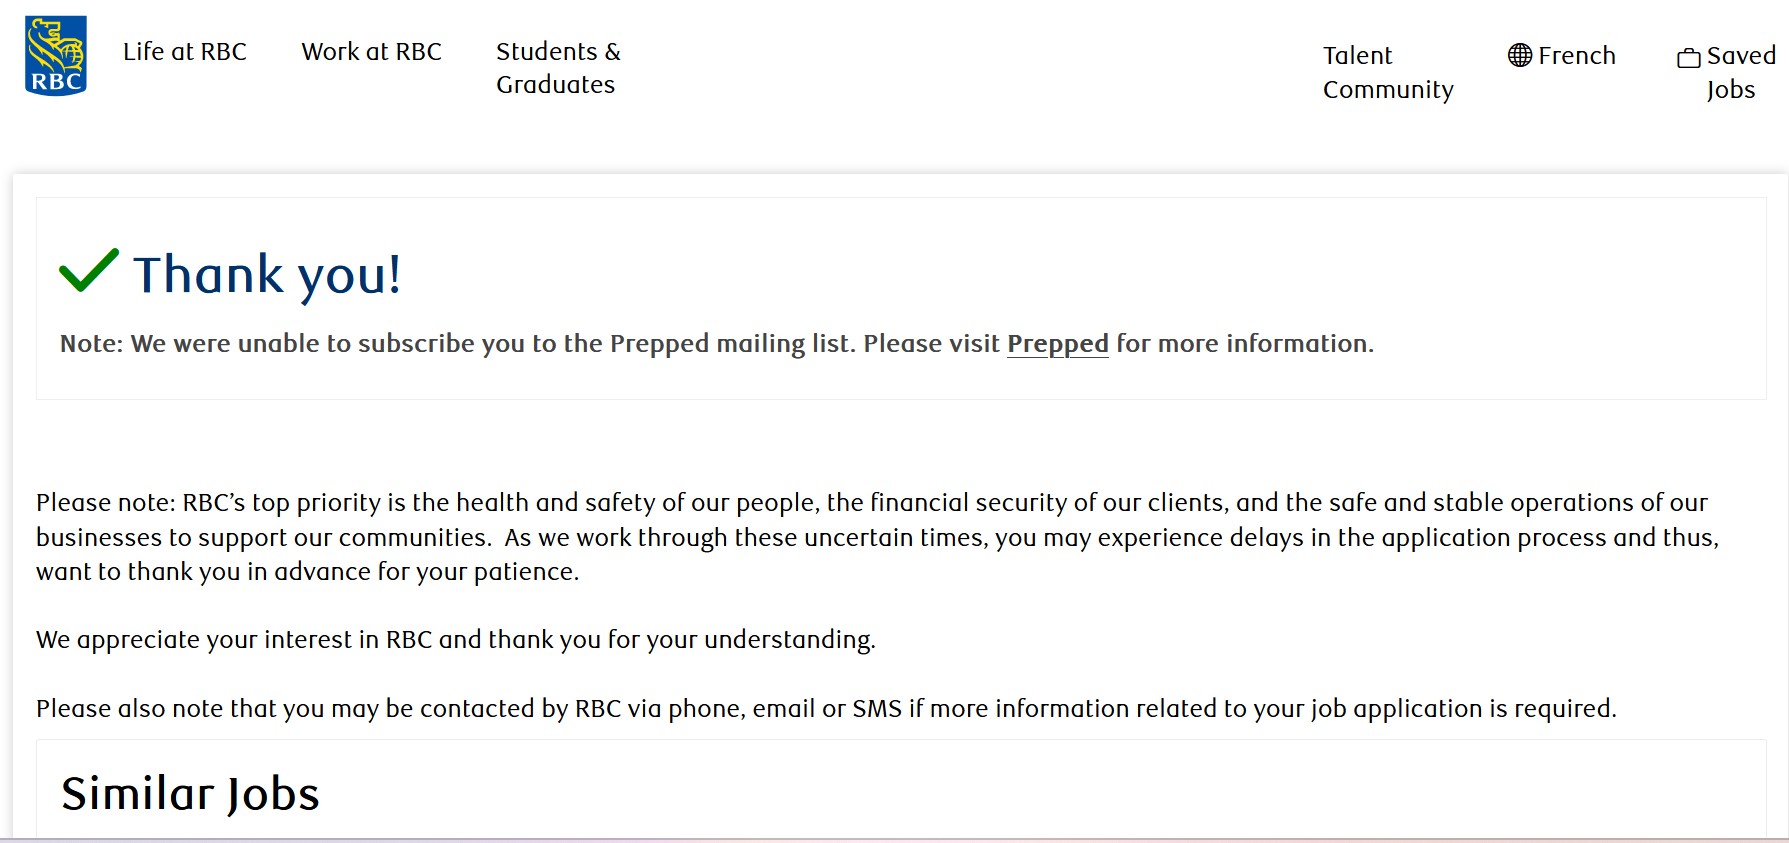 RBC
Life at RBC
Work at RBC
Students &
Graduates
Talent
Community
French
Saved
Jobs
Thank you!
Note: We were unable to subscribe you to the Prepped mailing list. Please visit Prepped for more information.
Please note: RBC’s top priority is the health and safety of our people, the financial security of our clients, and the safe and stable operations of our
businesses to support our communities.  As we work through these uncertain times, you may experience delays in the application process and thus,
want to thank you in advance for your patience.
We appreciate your interest in RBC and thank you for your understanding.
Please also note that you may be contacted by RBC via phone, email or SMS if more information related to your job application is required.
Similar Jobs